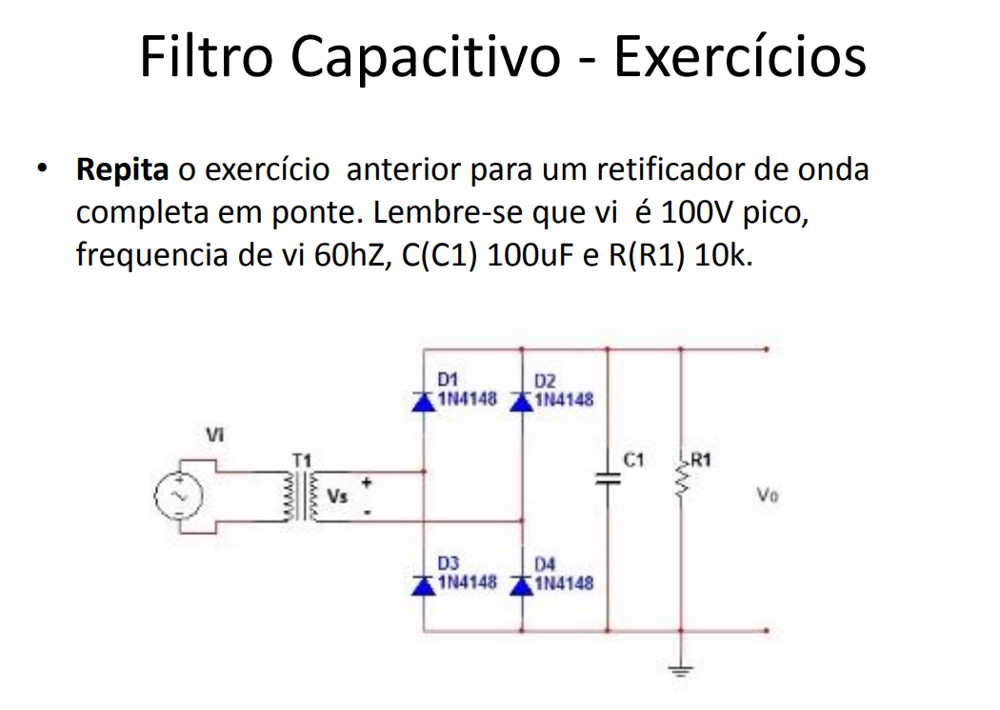 Filtro Capacitivo - Exercícios
• Repita o exercício anterior para um retificador de onda
completa em ponte. Lembre-se que vi é 100V pico,
frequencia de vi 60hZ, C(C1) 100uF e R(R1) 10k.
D1
1N4148
D2
1N4148
Vi
T1
Vs
+
-
C1
R1
Vo
D3
1N4148
D4
1N4148